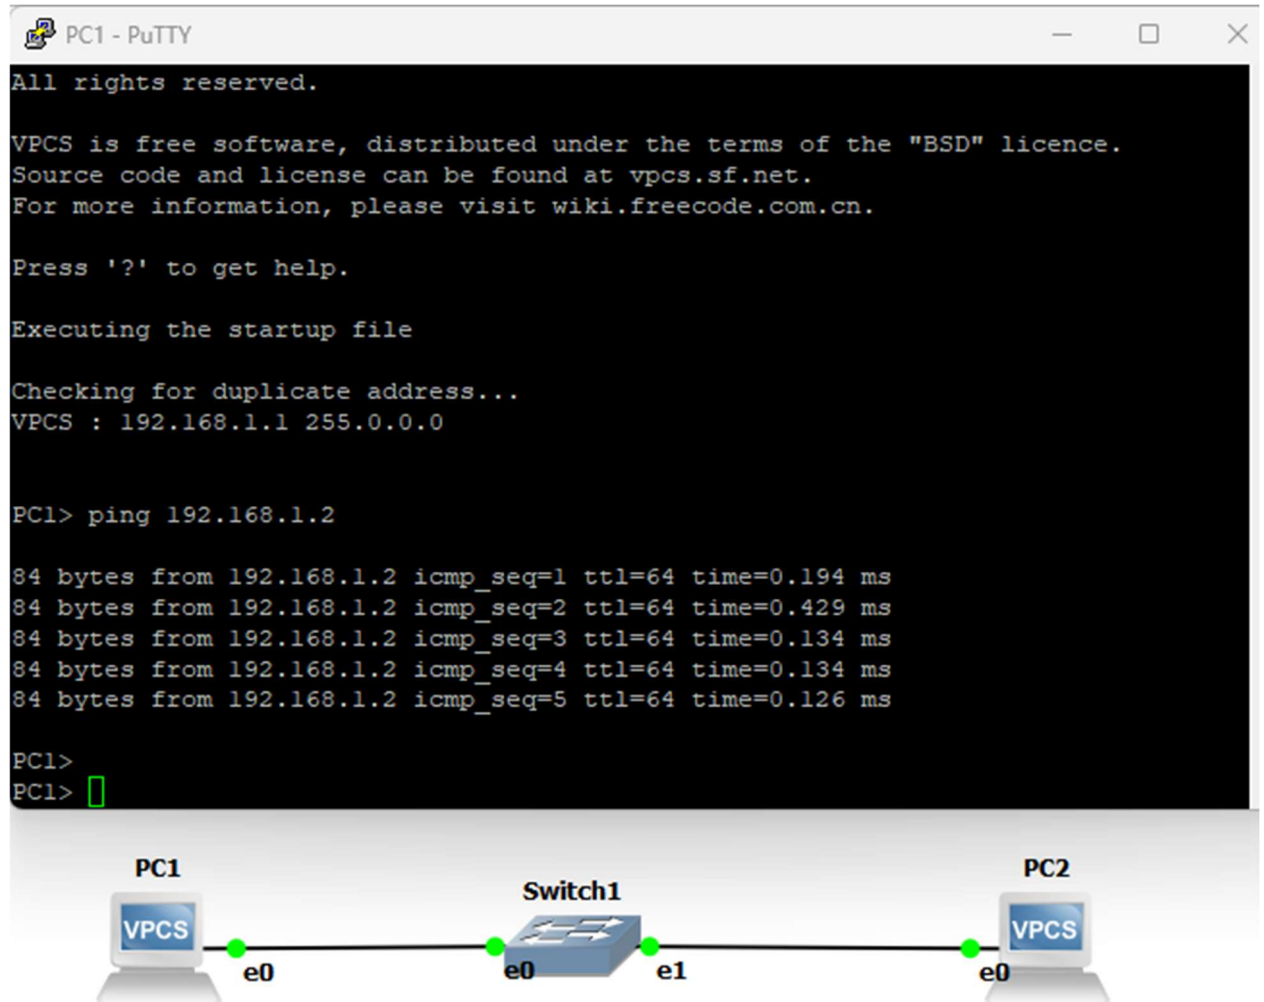 PC1 - PuTTY
All rights reserved.
VPCS is free software, distributed under the terms of the "BSD" licence.
Source code and license can be found at vpcs.sf.net.
For more information, please visit wiki.freecode.com.cn.
Press '?' to get help.
Executing the startup file
Checking for duplicate address...
VPCS : 192.168.1.1 255.0.0.0
PC1> ping 192.168.1.2
84 bytes from 192.168.1.2 icmp_seq=1 ttl=64 time=0.194 ms
84 bytes from 192.168.1.2 icmp_seq=2 ttl=64 time=0.429 ms
84 bytes from 192.168.1.2 icmp_seq=3 ttl=64 time=0.134 ms
84 bytes from 192.168.1.2 icmp_seq=4 ttl=64 time=0.134 ms
84 bytes from 192.168.1.2 icmp_seq=5 ttl=64 time=0.126 ms
PC1>
PC1>
PC1
Switch1
PC2
VPCS
VPCS
e0
e0
e1
e0